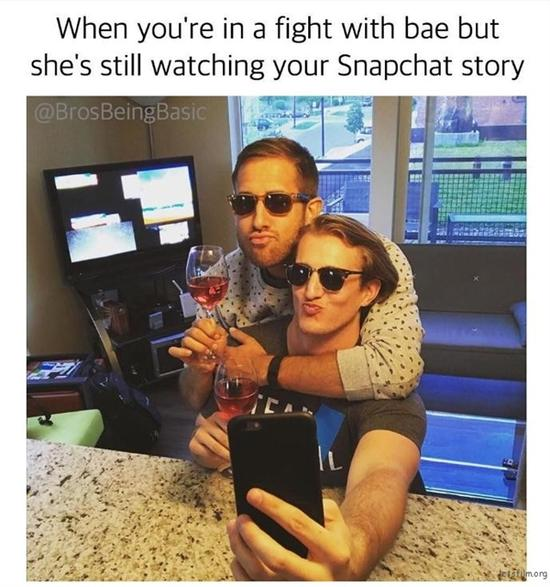 When you're in a fight with bae but
she's still watching your Snapchat story
@BrosBeingBasic